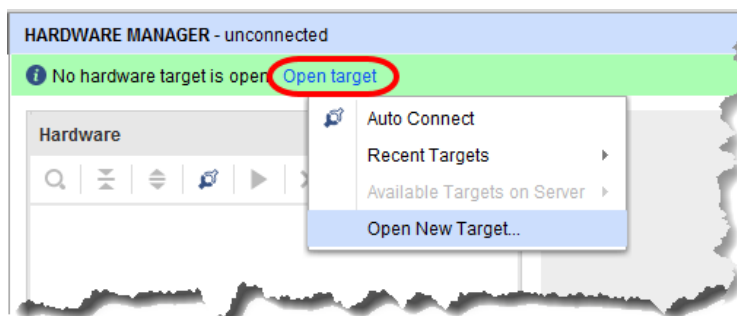 HARDWARE MANAGER - unconnected
No hardware target is open Open target
Hardware
Auto Connect
Recent Targets
Available Targets on Server
Open New Target...